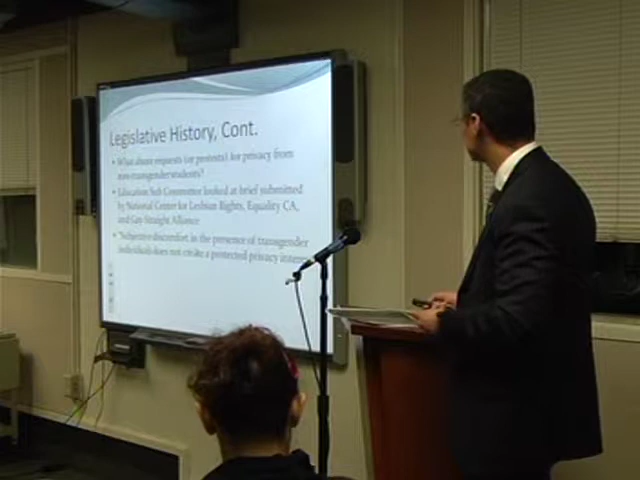 Legislative History, Cont.
• What about requests (or protests) for privacy from
non-transgender students?
• Education Sub Committee looked at brief submitted
by National Center for Lesbian Rights, Equality CA,
and Gay-Straight Alliance
• "Subjective discomfort in the presence of transgender
individuals does not create a protected privacy